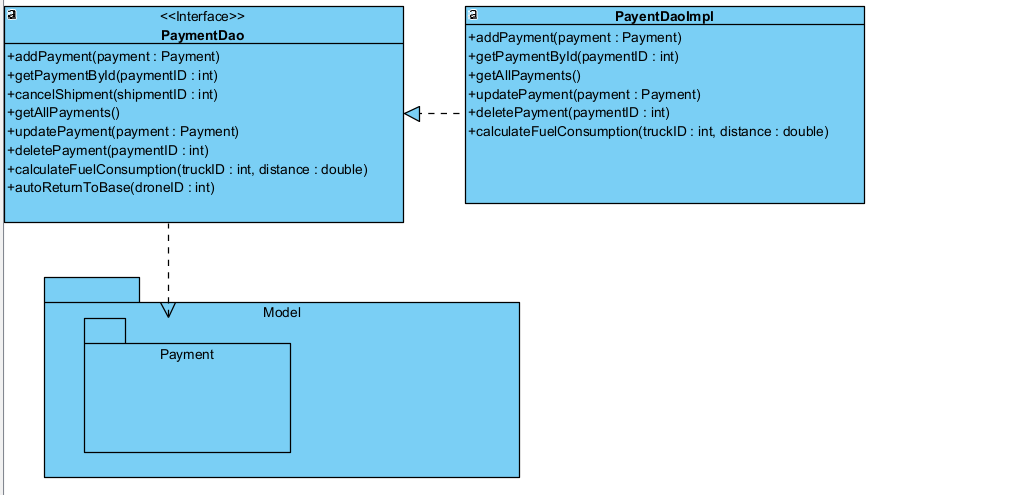 a
<<Interface>>
PaymentDao
+addPayment(payment : Payment)
+getPaymentById(paymentID : int)
+cancelShipment(shipmentID : int)
+getAllPayments()
+updatePayment(payment : Payment)
+deletePayment(paymentID : int)
+calculateFuelConsumption(truckID : int, distance : double)
+autoReturnToBase(droneID : int)
a
PayentDaoImpl
+addPayment(payment : Payment)
+getPaymentById(paymentID : int)
+getAllPayments()
+updatePayment(payment : Payment)
+deletePayment(paymentID : int)
+calculateFuelConsumption(truckID : int, distance : double)
Model
Payment